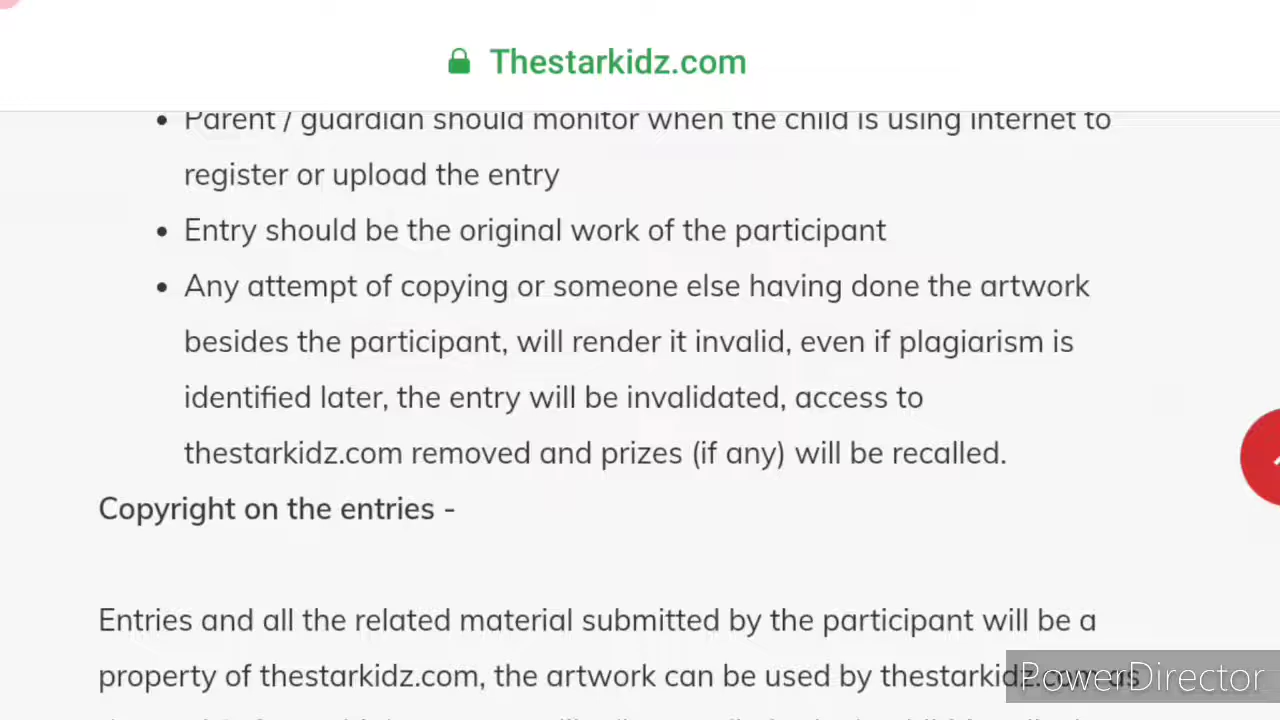 Thestarkidz.com
Parent / guardian should monitor when the child is using internet to
register or upload the entry
Entry should be the original work of the participant
Any attempt of copying or someone else having done the artwork
besides the participant, will render it invalid, even if plagiarism is
identified later, the entry will be invalidated, access to
thestarkidz.com removed and prizes (if any) will be recalled.
Copyright on the entries -
Entries and all the related material submitted by the participant will be a
property of thestarkidz.com, the artwork can be used by thestarkidz.com as
PowerDirector